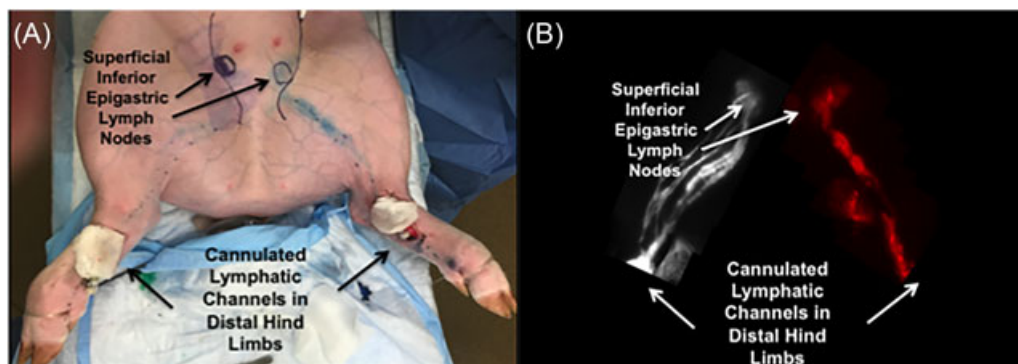 (A)
Superficial
Inferior
Epigastric
Lymph
Nodes
Cannulated
Lymphatic
Channels in
Distal Hind
Limbs
(B)
Superficial
Inferior
Epigastric
Lymph
Nodes
Cannulated
Lymphatic
Channels in
Distal Hind
Limbs